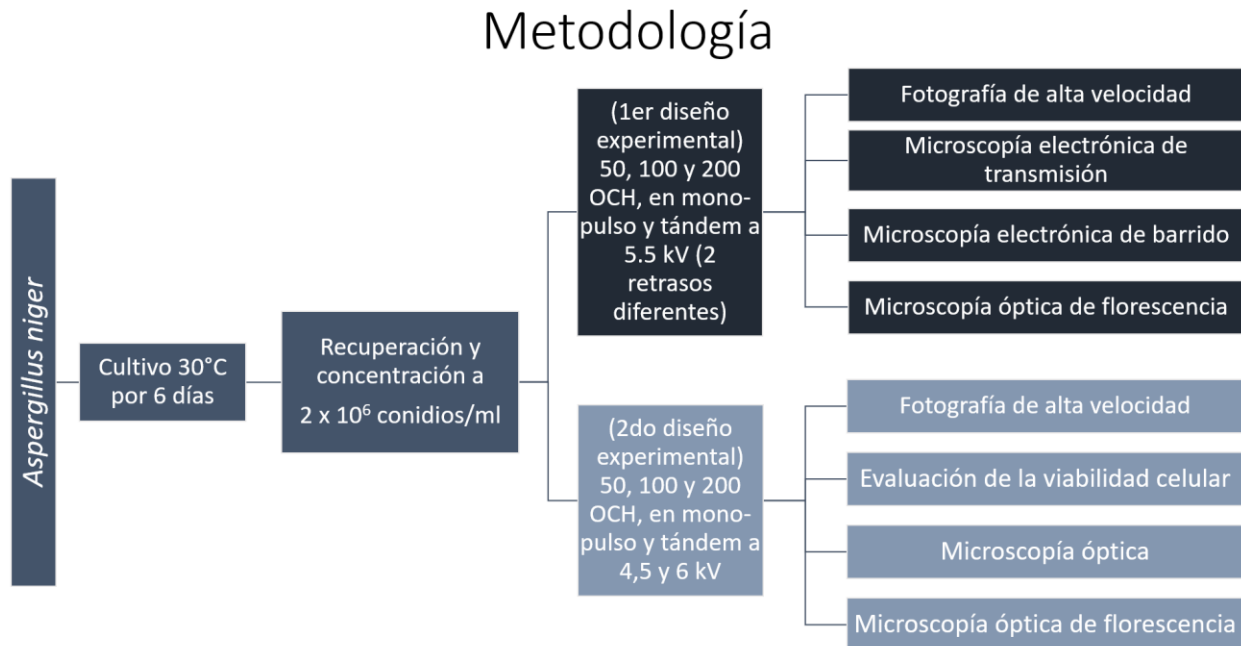 Metodología
Aspergillus niger
Cultivo 30°C
por 6 días
Recuperación y
concentración a
2 x 10⁶ conidios/ml
(1er diseño
experimental)
50, 100 y 200
OCH, en mono-
pulso y tándem a
5.5 kV (2
retrasos
diferentes)
Fotografía de alta velocidad
Microscopía electrónica de
transmisión
Microscopía electrónica de barrido
Microscopía óptica de florescencia
(2do diseño
experimental)
50, 100 y 200
OCH, en mono-
pulso y tándem a
4,5 y 6 kV
Fotografía de alta velocidad
Evaluación de la viabilidad celular
Microscopía óptica
Microscopía óptica de florescencia